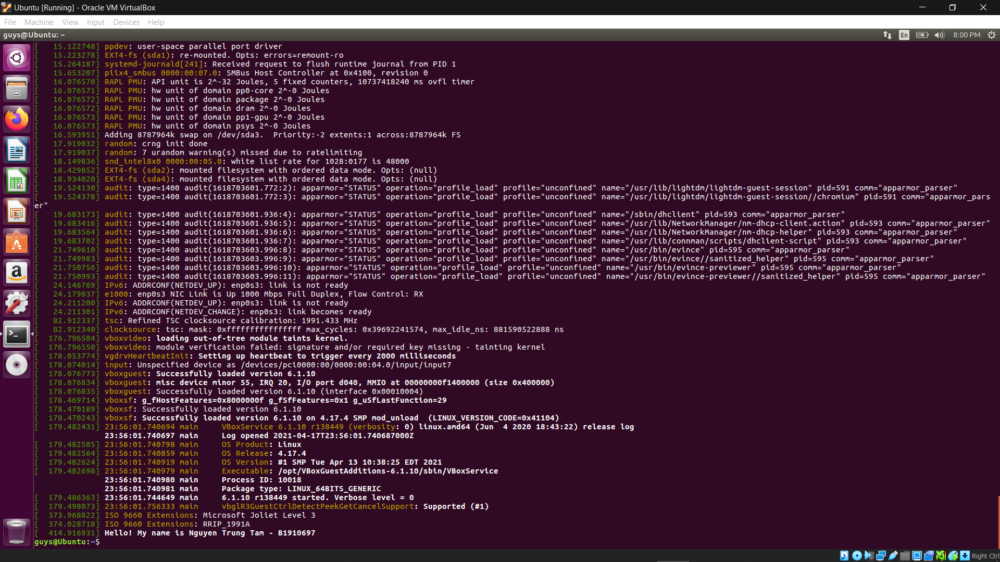 Ubuntu [Running] - Oracle VM VirtualBox
File Machine View Input Devices Help
guys@Ubuntu: ~
En
8:00 PM
[   15.122748] ppdev: user-space parallel port driver
[   15.223278] EXT4-fs (sda1): re-mounted. Opts: errors=remount-ro
[   15.264187] systemd-journald[241]: Received request to flush runtime journal from PID 1
[   15.653207] piix4_smbus 0000:00:07.0: SMBus Host Controller at 0x4100, revision 0
[   16.076570] RAPL PMU: API unit is 2^-32 Joules, 5 fixed counters, 10737418240 ms ovfl timer
[   16.076571] RAPL PMU: hw unit of domain pp0-core 2^-0 Joules
[   16.076572] RAPL PMU: hw unit of domain package 2^-0 Joules
[   16.076572] RAPL PMU: hw unit of domain dram 2^-0 Joules
[   16.076573] RAPL PMU: hw unit of domain pp1-gpu 2^-0 Joules
[   16.076573] RAPL PMU: hw unit of domain psys 2^-0 Joules
[   16.593951] Adding 8787964k swap on /dev/sda3.  Priority:-2 extents:1 across:8787964k FS
[   17.919032] random: crng init done
[   17.919037] random: 7 urandom warning(s) missed due to ratelimiting
[   18.149836] snd_intel8x0 0000:00:05.0: white list rate for 1028:0177 is 48000
[   18.429852] EXT4-fs (sda2): mounted filesystem with ordered data mode. Opts: (null)
[   18.934020] EXT4-fs (sda4): mounted filesystem with ordered data mode. Opts: (null)
[   19.524130] audit: type=1400 audit(1618703601.772:2): apparmor="STATUS" operation="profile_load" profile="unconfined" name="/usr/lib/lightdm/lightdm-guest-session" pid=591 comm="apparmor_parser"
[   19.524378] audit: type=1400 audit(1618703601.772:3): apparmor="STATUS" operation="profile_load" profile="unconfined" name="/usr/lib/lightdm/lightdm-guest-session//chromium" pid=591 comm="apparmor_pars
er"
[   19.683173] audit: type=1400 audit(1618703601.936:4): apparmor="STATUS" operation="profile_load" profile="unconfined" name="/sbin/dhclient" pid=593 comm="apparmor_parser"
[   19.683416] audit: type=1400 audit(1618703601.936:5): apparmor="STATUS" operation="profile_load" profile="unconfined" name="/usr/lib/NetworkManager/nm-dhcp-client.action" pid=593 comm="apparmor_parser"
[   19.683564] audit: type=1400 audit(1618703601.936:6): apparmor="STATUS" operation="profile_load" profile="unconfined" name="/usr/lib/NetworkManager/nm-dhcp-helper" pid=593 comm="apparmor_parser"
[   19.683702] audit: type=1400 audit(1618703601.936:7): apparmor="STATUS" operation="profile_load" profile="unconfined" name="/usr/lib/connman/scripts/dhclient-script" pid=593 comm="apparmor_parser"
[   21.749610] audit: type=1400 audit(1618703603.996:8): apparmor="STATUS" operation="profile_load" profile="unconfined" name="/usr/bin/evince" pid=595 comm="apparmor_parser"
[   21.749983] audit: type=1400 audit(1618703603.996:9): apparmor="STATUS" operation="profile_load" profile="unconfined" name="/usr/bin/evince//sanitized_helper" pid=595 comm="apparmor_parser"
[   21.750756] audit: type=1400 audit(1618703603.996:10): apparmor="STATUS" operation="profile_load" profile="unconfined" name="/usr/bin/evince-previewer" pid=595 comm="apparmor_parser"
[   21.750993] audit: type=1400 audit(1618703603.996:11): apparmor="STATUS" operation="profile_load" profile="unconfined" name="/usr/bin/evince-previewer//sanitized_helper" pid=595 comm="apparmor_parser"
[   24.146769] IPv6: ADDRCONF(NETDEV_UP): enp0s3: link is not ready
[   24.179037] e1000: enp0s3 NIC Link is Up 1000 Mbps Full Duplex, Flow Control: RX
[   24.211200] IPv6: ADDRCONF(NETDEV_UP): enp0s3: link is not ready
[   24.211301] IPv6: ADDRCONF(NETDEV_CHANGE): enp0s3: link becomes ready
[   82.912337] tsc: Refined TSC clocksource calibration: 1991.433 MHz
[   82.912340] clocksource: tsc: mask: 0xffffffffffffffff max_cycles: 0x39692241574, max_idle_ns: 881590522888 ns
[  176.796504] vboxvideo: loading out-of-tree module taints kernel.
[  176.796550] vboxvideo: module verification failed: signature and/or required key missing - tainting kernel
[  178.053774] vgdrvHeartbeatInit: Setting up heartbeat to trigger every 2000 milliseconds
[  178.074014] input: Unspecified device as /devices/pci0000:00/0000:00:04.0/input/input7
[  178.076773] vboxguest: Successfully loaded version 6.1.10
[  178.076834] vboxguest: misc device minor 55, IRQ 20, I/O port d040, MMIO at 00000000f1400000 (size 0x400000)
[  178.076835] vboxguest: Successfully loaded version 6.1.10 (interface 0x00010004)
[  178.469714] vboxsf: g_fHostFeatures=0x8000000f g_fSfFeatures=0x1 g_uSfLastFunction=29
[  178.470189] vboxsf: Successfully loaded version 6.1.10
[  178.470243] vboxsf: Successfully loaded version 6.1.10 on 4.17.4 SMP mod_unload  (LINUX_VERSION_CODE=0x41104)
[  179.482431] 23:56:01.740694 main     VBoxService 6.1.10 r138449 (verbosity: 0) linux.amd64 (Jun  4 2020 18:43:22) release log
23:56:01.740697 main     Log opened 2021-04-17T23:56:01.740687000Z
[  179.482505] 23:56:01.740798 main     OS Product: Linux
[  179.482564] 23:56:01.740859 main     OS Release: 4.17.4
[  179.482624] 23:56:01.740919 main     OS Version: #1 SMP Tue Apr 13 10:38:25 EDT 2021
[  179.482698] 23:56:01.740979 main     Executable: /opt/VBoxGuestAdditions-6.1.10/sbin/VBoxService
23:56:01.740980 main     Process ID: 10018
23:56:01.740981 main     Package type: LINUX_64BITS_GENERIC
[  179.486363] 23:56:01.744649 main     6.1.10 r138449 started. Verbose level = 0
[  179.498073] 23:56:01.756333 main     vbglR3GuestCtrlDetectPeekGetCancelSupport: Supported (#1)
[  373.968822] ISO 9660 Extensions: Microsoft Joliet Level 3
[  374.028718] ISO 9660 Extensions: RRIP_1991A
[  414.916931] Hello! My name is Nguyen Trung Tam - B1910697
guys@Ubuntu:~$
Right Ctrl